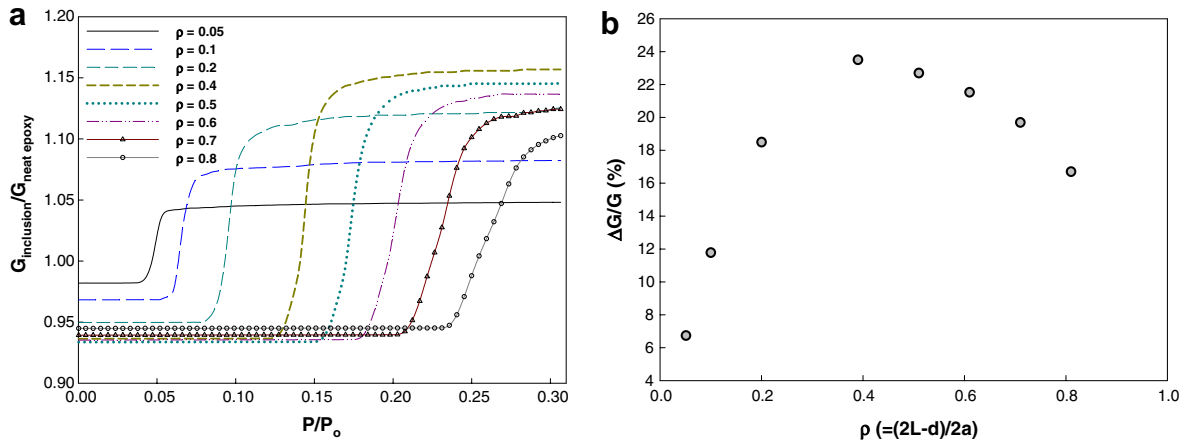 a
1.20
1.15
1.10
1.05
1.00
0.95
0.90
G_inclusion/G_neat epoxy
ρ = 0.05
ρ = 0.1
ρ = 0.2
ρ = 0.4
ρ = 0.5
ρ = 0.6
ρ = 0.7
ρ = 0.8
0.00 0.05 0.10 0.15 0.20 0.25 0.30
P/P_o
b
26
24
22
20
18
16
14
12
10
8
6
4
ΔG/G (%)
0.0 0.2 0.4 0.6 0.8 1.0
ρ (=(2L-d)/2a)